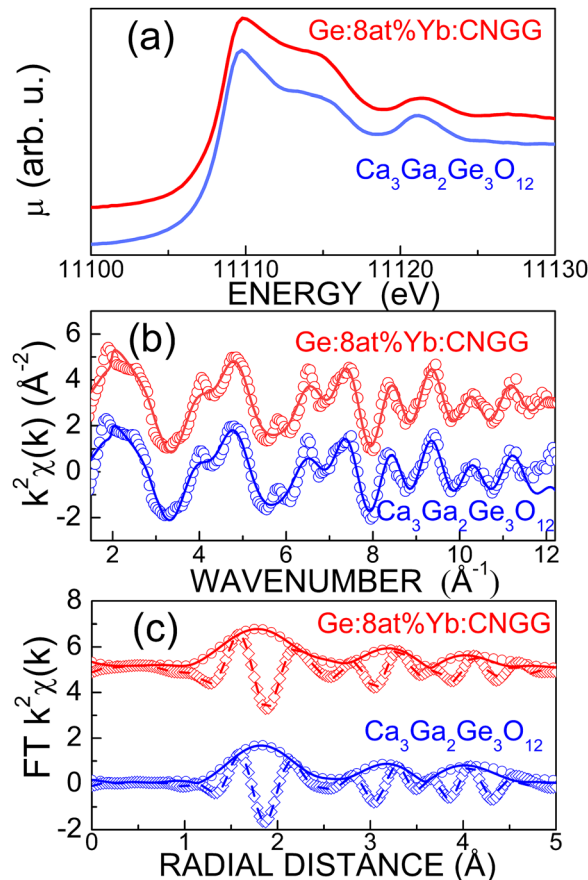 (a)
Ge:8at%Yb:CNGG
Ca₃Ga₂Ge₃O₁₂
μ (arb. u.)
11100 11110 11120 11130
ENERGY (eV)
(b)
Ge:8at%Yb:CNGG
Ca₃Ga₂Ge₃O₁₂
k²χ(k) (Å⁻²)
6
4
2
0
-2
2 4 6 8 10 12
WAVENUMBER (Å⁻¹)
(c)
Ge:8at%Yb:CNGG
Ca₃Ga₂Ge₃O₁₂
FT k²χ(k)
8
6
4
2
0
-2
0 1 2 3 4 5
RADIAL DISTANCE (Å)